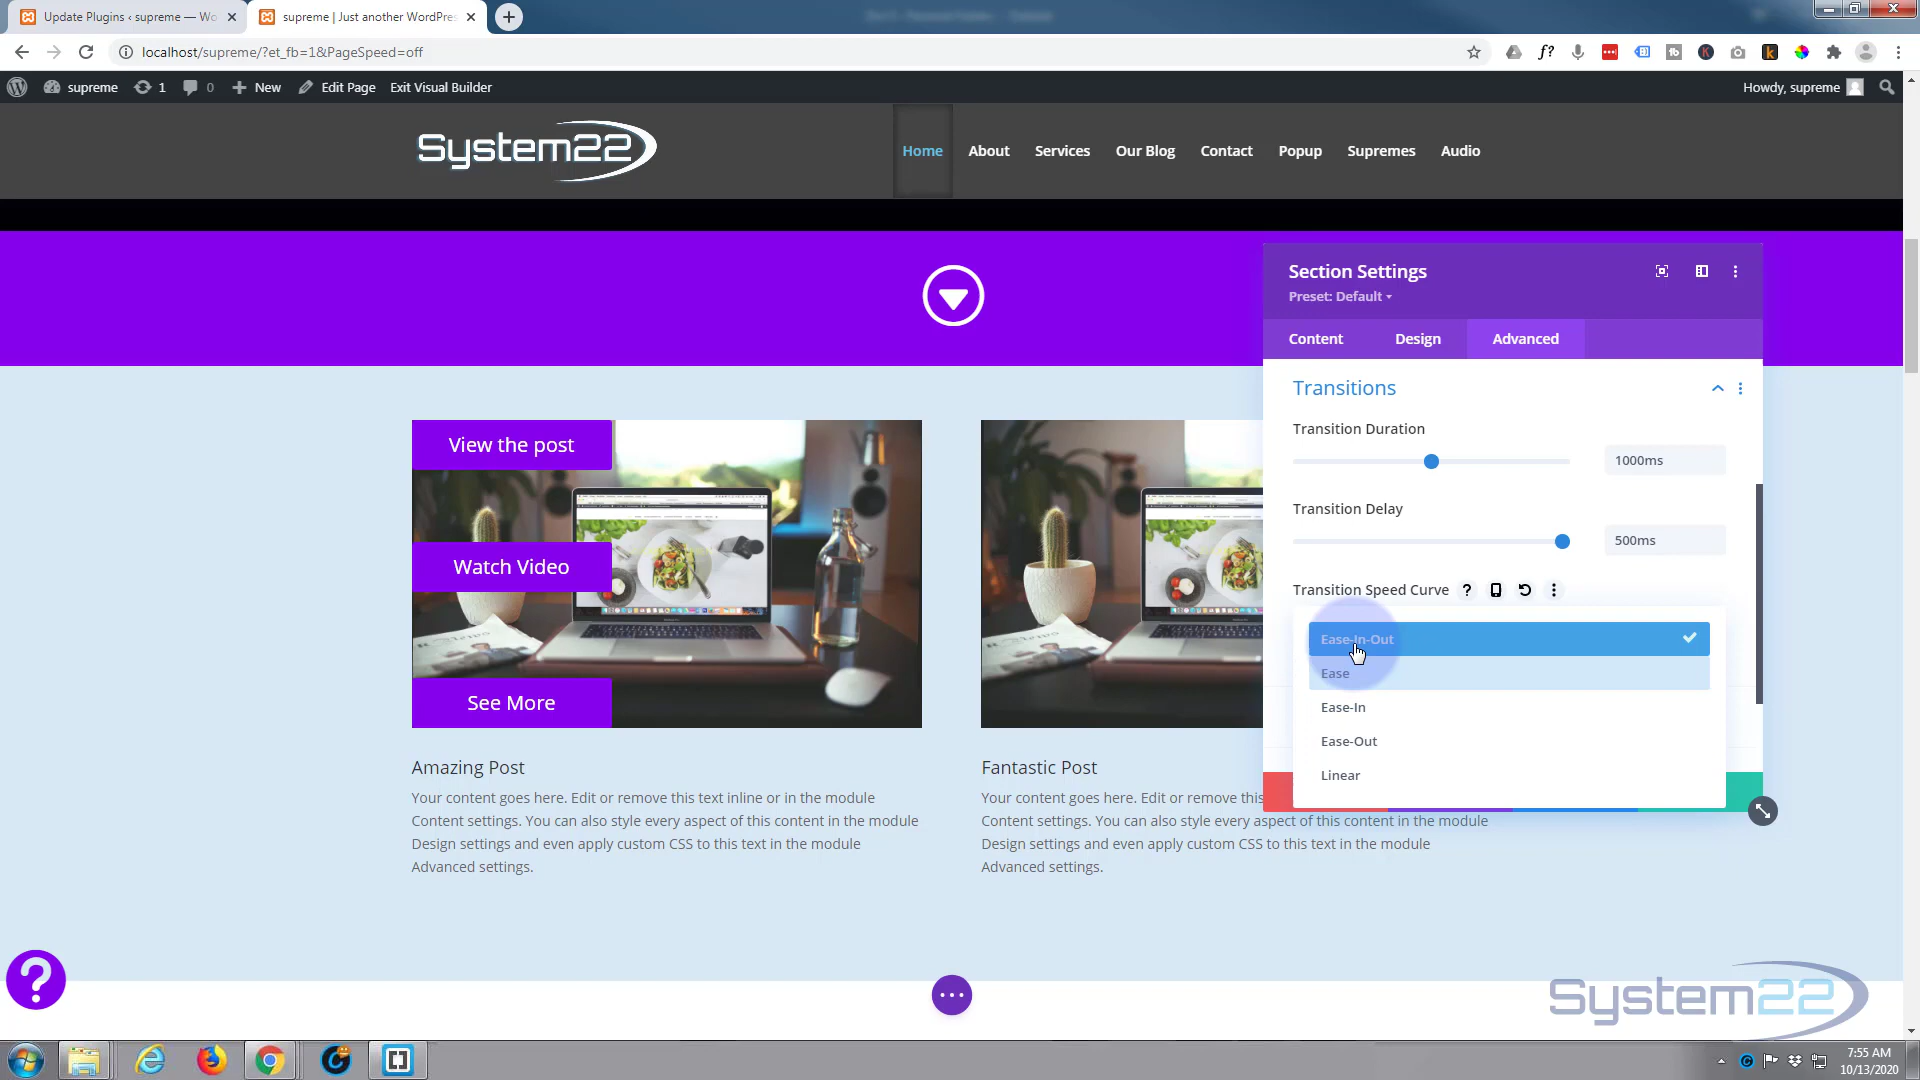 Update Plugins ‹ supreme — Wo
supreme | Just another WordPres
localhost/supreme/?et_fb=1&PageSpeed=off
supreme 1 0 New Edit Page Exit Visual Builder Howdy, supreme
System22
Home About Services Our Blog Contact Popup Supremes Audio
Section Settings
Preset: Default
Content Design Advanced
Transitions
Transition Duration
1000ms
Transition Delay
500ms
Transition Speed Curve ?
Ease-In-Out
Ease
Ease-In
Ease-Out
Linear
View the post
Watch Video
See More
Amazing Post
Your content goes here. Edit or remove this text inline or in the module
Content settings. You can also style every aspect of this content in the module
Design settings and even apply custom CSS to this text in the module
Advanced settings.
Fantastic Post
Your content goes here. Edit or remove this
Content settings. You can also style every aspect of this content in the module
Design settings and even apply custom CSS to this text in the module
Advanced settings.
?
System22
7:55 AM
10/13/2020